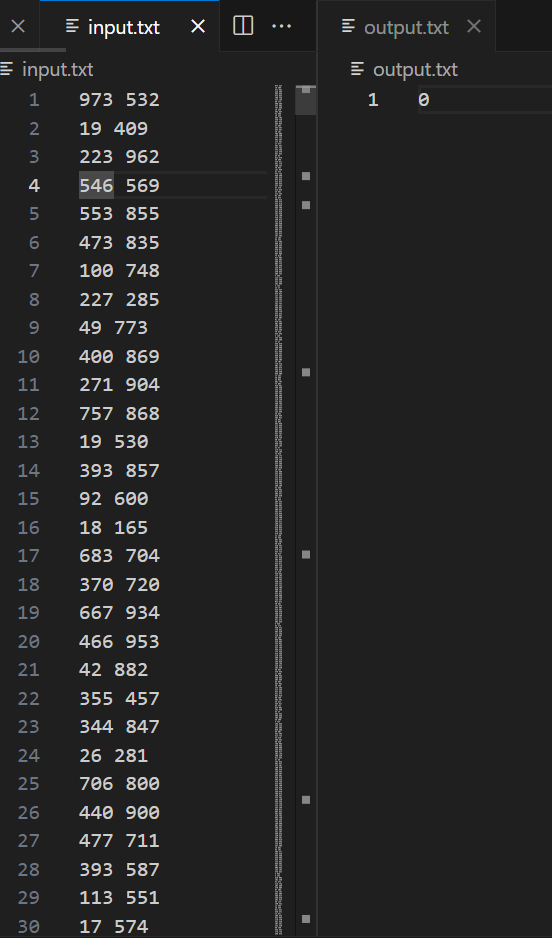 input.txt
output.txt
input.txt
output.txt
1 973 532
2 19 409
3 223 962
4 546 569
5 553 855
6 473 835
7 100 748
8 227 285
9 49 773
10 400 869
11 271 904
12 757 868
13 19 530
14 393 857
15 92 600
16 18 165
17 683 704
18 370 720
19 667 934
20 466 953
21 42 882
22 355 457
23 344 847
24 26 281
25 706 800
26 440 900
27 477 711
28 393 587
29 113 551
30 17 574
1 0